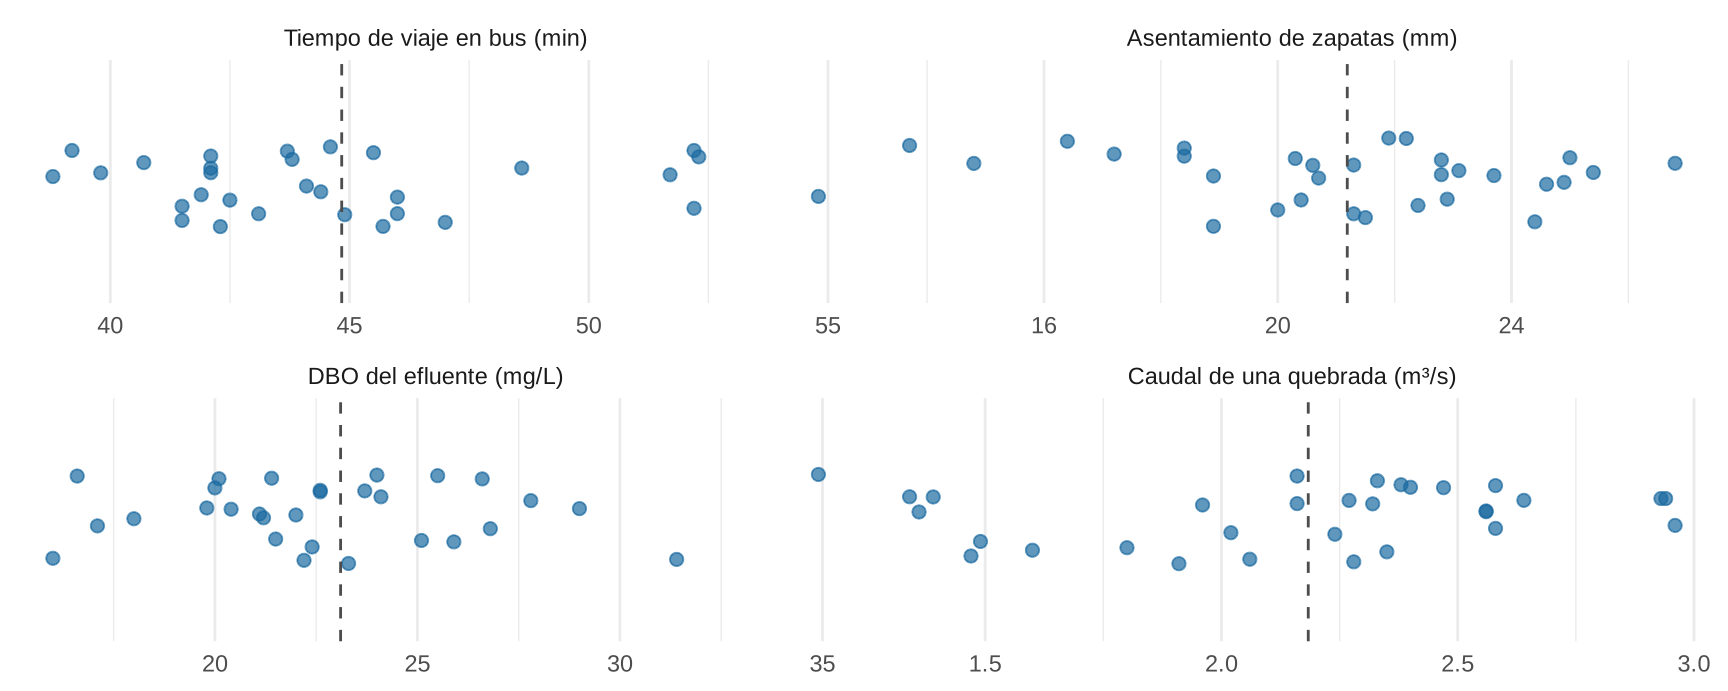 Tiempo de viaje en bus (min)
Asentamiento de zapatas (mm)
40 45 50 55
16 20 24
DBO del efluente (mg/L)
Caudal de una quebrada (m³/s)
20 25 30 35
1.5 2.0 2.5 3.0